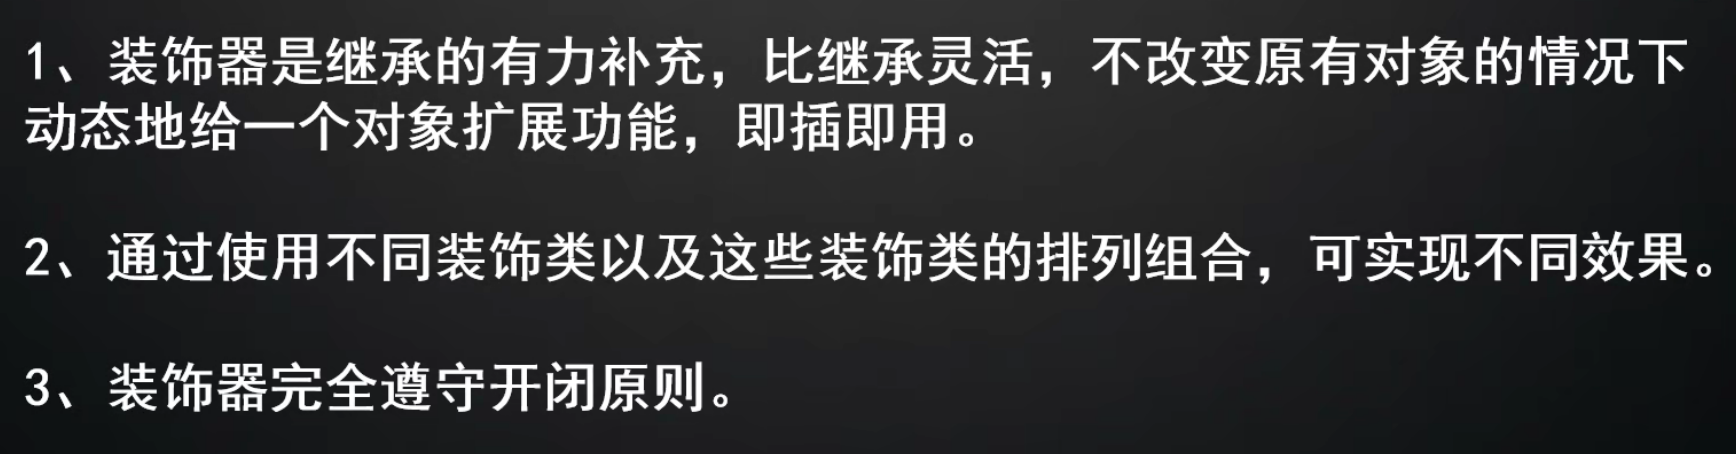 1、装饰器是继承的有力补充，比继承灵活，不改变原有对象的情况下
动态地给一个对象扩展功能，即插即用。
2、通过使用不同装饰类以及这些装饰类的排列组合，可实现不同效果。
3、装饰器完全遵守开闭原则。